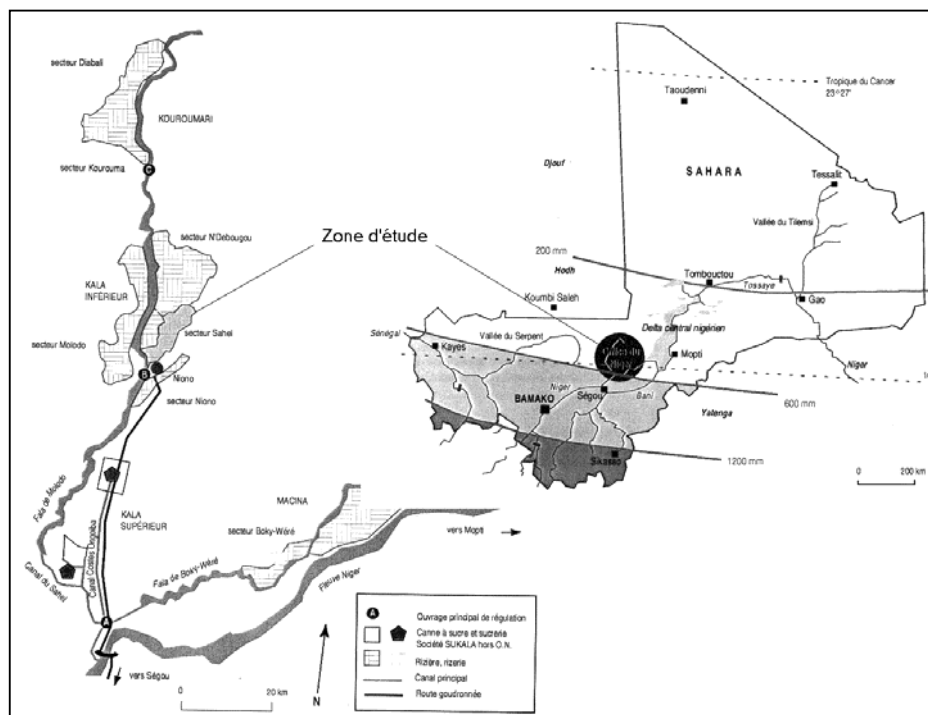 secteur Diabali
KOUROUMARI
secteur Kourouma
C
secteur N'Debougou
Zone d'étude
KALA
INFÉRIEUR
secteur Sahel
secteur Molodo
B
Niono
secteur Niono
Fala de Molodo
KALA
SUPÉRIEUR
Canal Costes Ongoiba
Canal du Sahel
A
MACINA
secteur Boky-Wéré
Fala de Boky-Wéré
Fleuve Niger
vers Mopti
vers Ségou
0 20 km
N
A Ouvrage principal de régulation
Canne à sucre et sucrerie
Société SUKALA hors O.N.
Rizière, rizerie
Canal principal
Route goudronnée
Tropique du Cancer
23°27'
Taoudenni
Djouf
SAHARA
Tessalit
Vallée du Tilemsi
200 mm
Hodh
Tombouctou
Tossaye
Gao
Koumbi Saleh
Delta central nigérien
Sénégal
Vallée du Serpent
Kayes
Mopti
Niger
Niger
Ségou
Bani
BAMAKO
600 mm
Yatenga
Sikasso
1200 mm
0 200 km